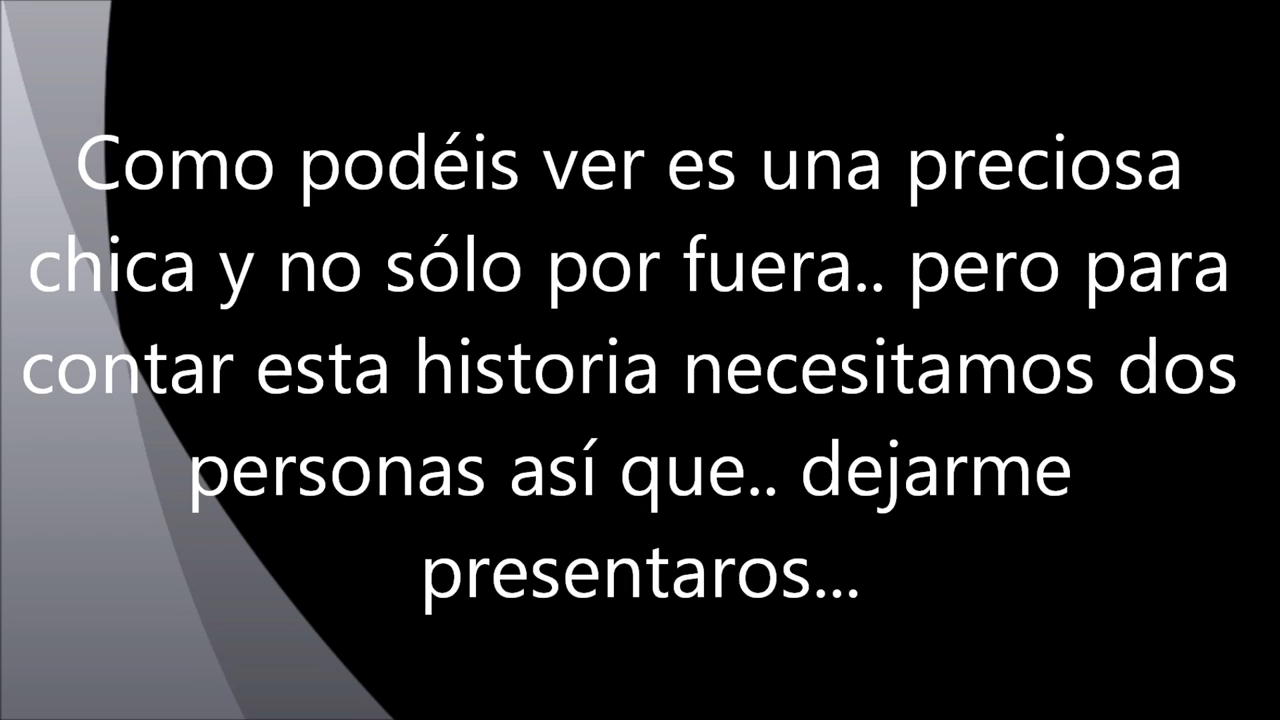 Como podéis ver es una preciosa
chica y no sólo por fuera.. pero para
contar esta historia necesitamos dos
personas así que.. dejarme
presentaros...